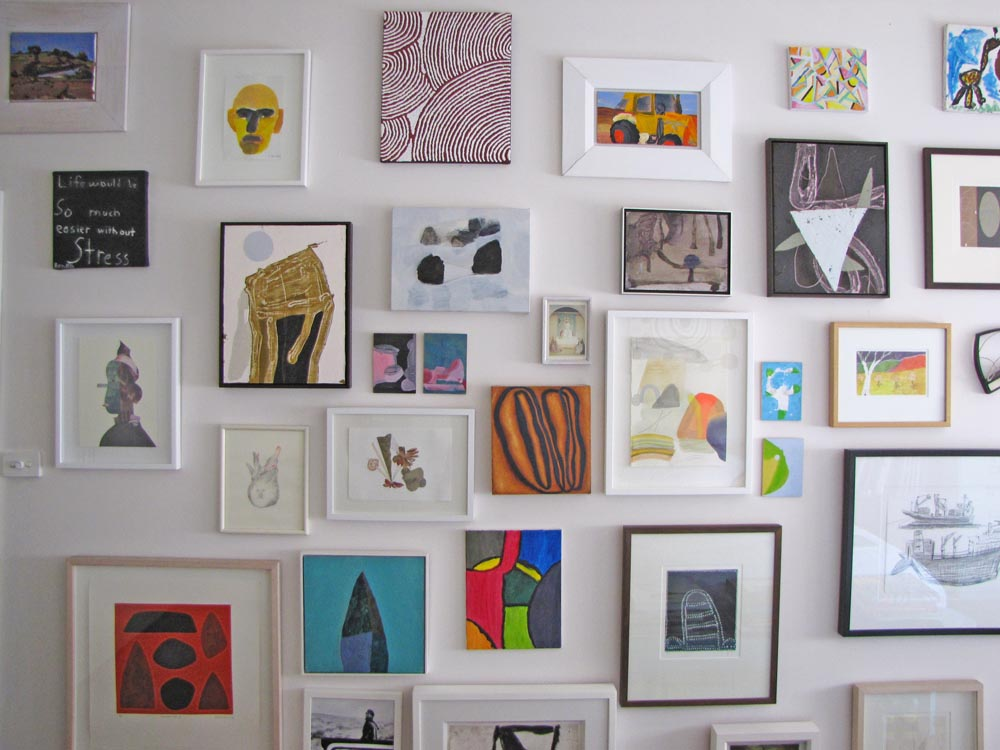 Life would be
So much
easier without
Stress